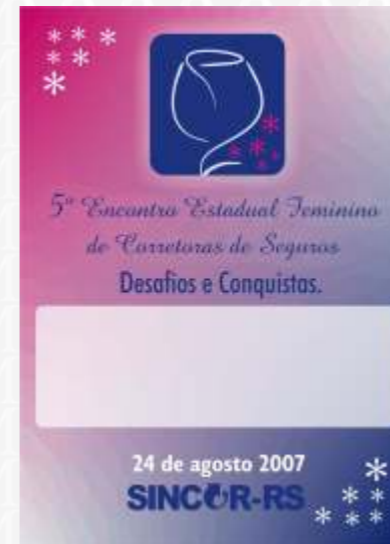 5º Encontro Estadual Feminino
de Corretoras de Seguros
Desafios e Conquistas.
24 de agosto 2007
SINCOR-RS